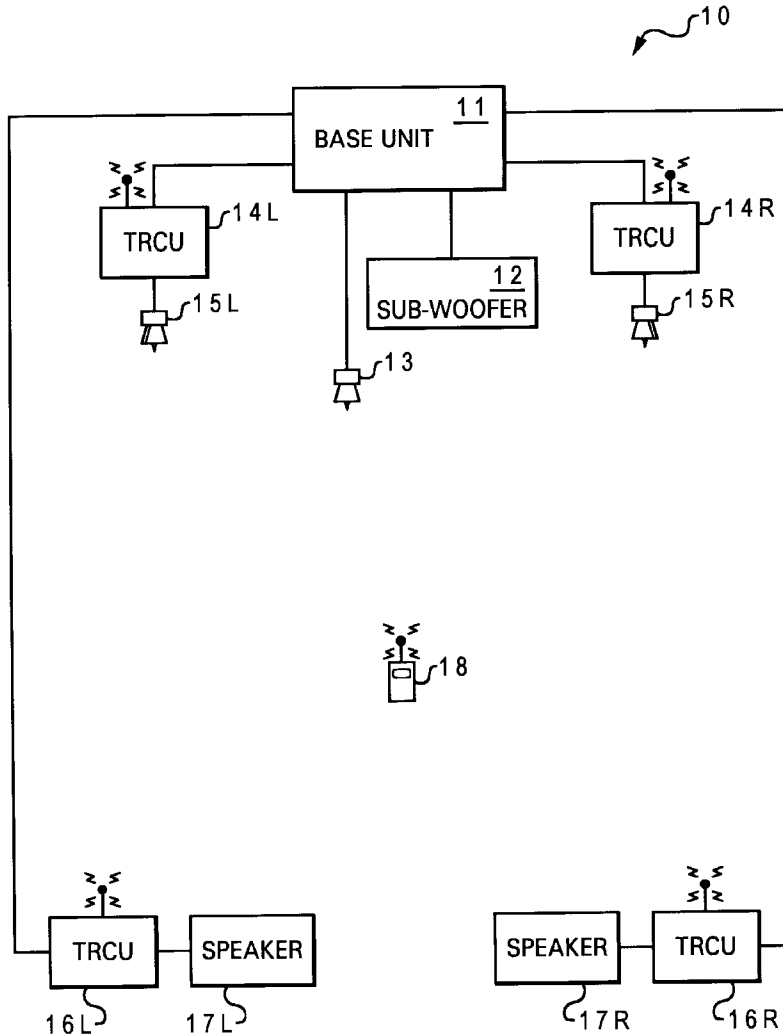 10
11
BASE UNIT
14L
14R
TRCU
TRCU
12
SUB-WOOFER
15L
15R
13
18
TRCU
SPEAKER
SPEAKER
TRCU
16L
17L
17R
16R